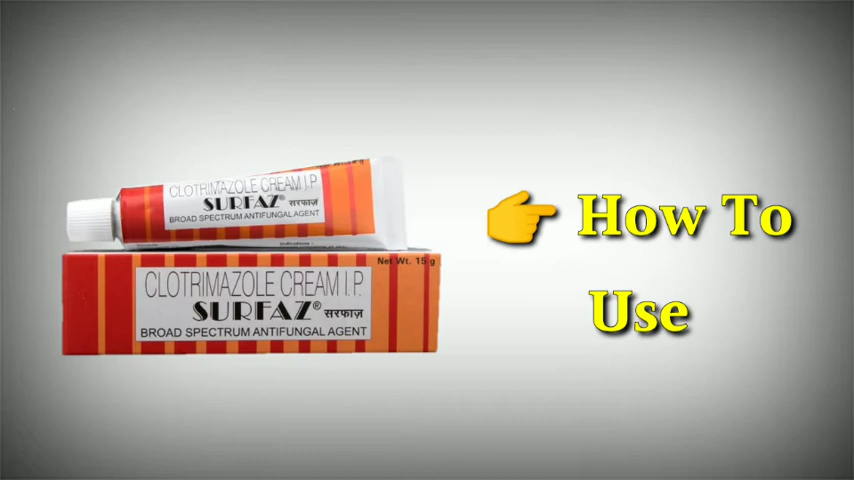 CLOTRIMAZOLE CREAM I.P
SURFAZ® सरफाज़
BROAD SPECTRUM ANTIFUNGAL AGENT
Indications :
Net Wt. 15 g
CLOTRIMAZOLE CREAM I.P.
SURFAZ® सरफाज़
BROAD SPECTRUM ANTIFUNGAL AGENT
👉 How To
Use